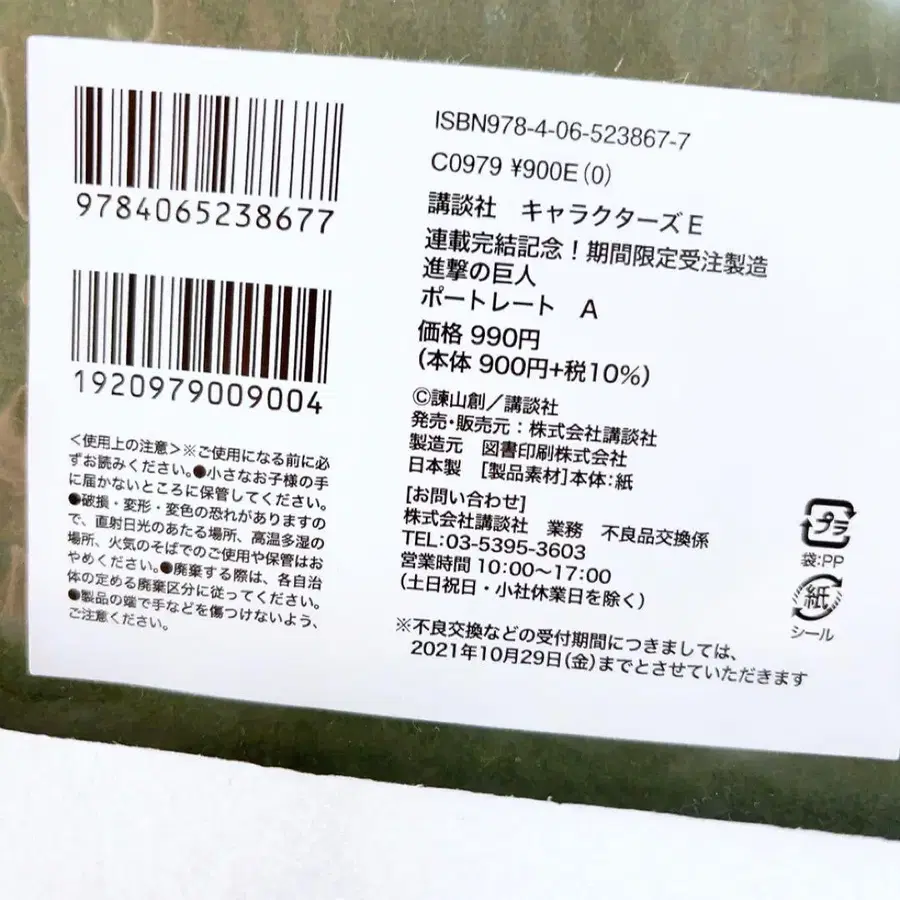 9784065238677
1920979009004
<使用上の注意>※ご使用になる前に必
ずお読みください。●小さなお子様の手
に届かないところに保管してください。
●破損・変形・変色の恐れがありますの
で、直射日光のあたる場所、高温多湿の
場所、火気のそばでのご使用や保管はお
やめください。●廃棄する際は、各自治
体の定める廃棄区分に従ってください。
●製品の端で手などを傷つけないよう、
ご注意ください。
ISBN978-4-06-523867-7
C0979 ¥900E(0)
講談社 キャラクターズE
連載完結記念！期間限定受注製造
進撃の巨人
ポートレート A
価格 990円
(本体 900円+税10%)
©諫山創／講談社
発売・販売元：株式会社講談社
製造元 図書印刷株式会社
日本製 [製品素材]本体：紙
[お問い合わせ]
株式会社講談社 業務 不良品交換係
TEL:03-5395-3603
営業時間 10:00〜17:00
(土日祝日・小社休業日を除く)
※不良交換などの受付期間につきましては、
2021年10月29日(金)までとさせていただきます
プラ
袋:PP
紙
シール